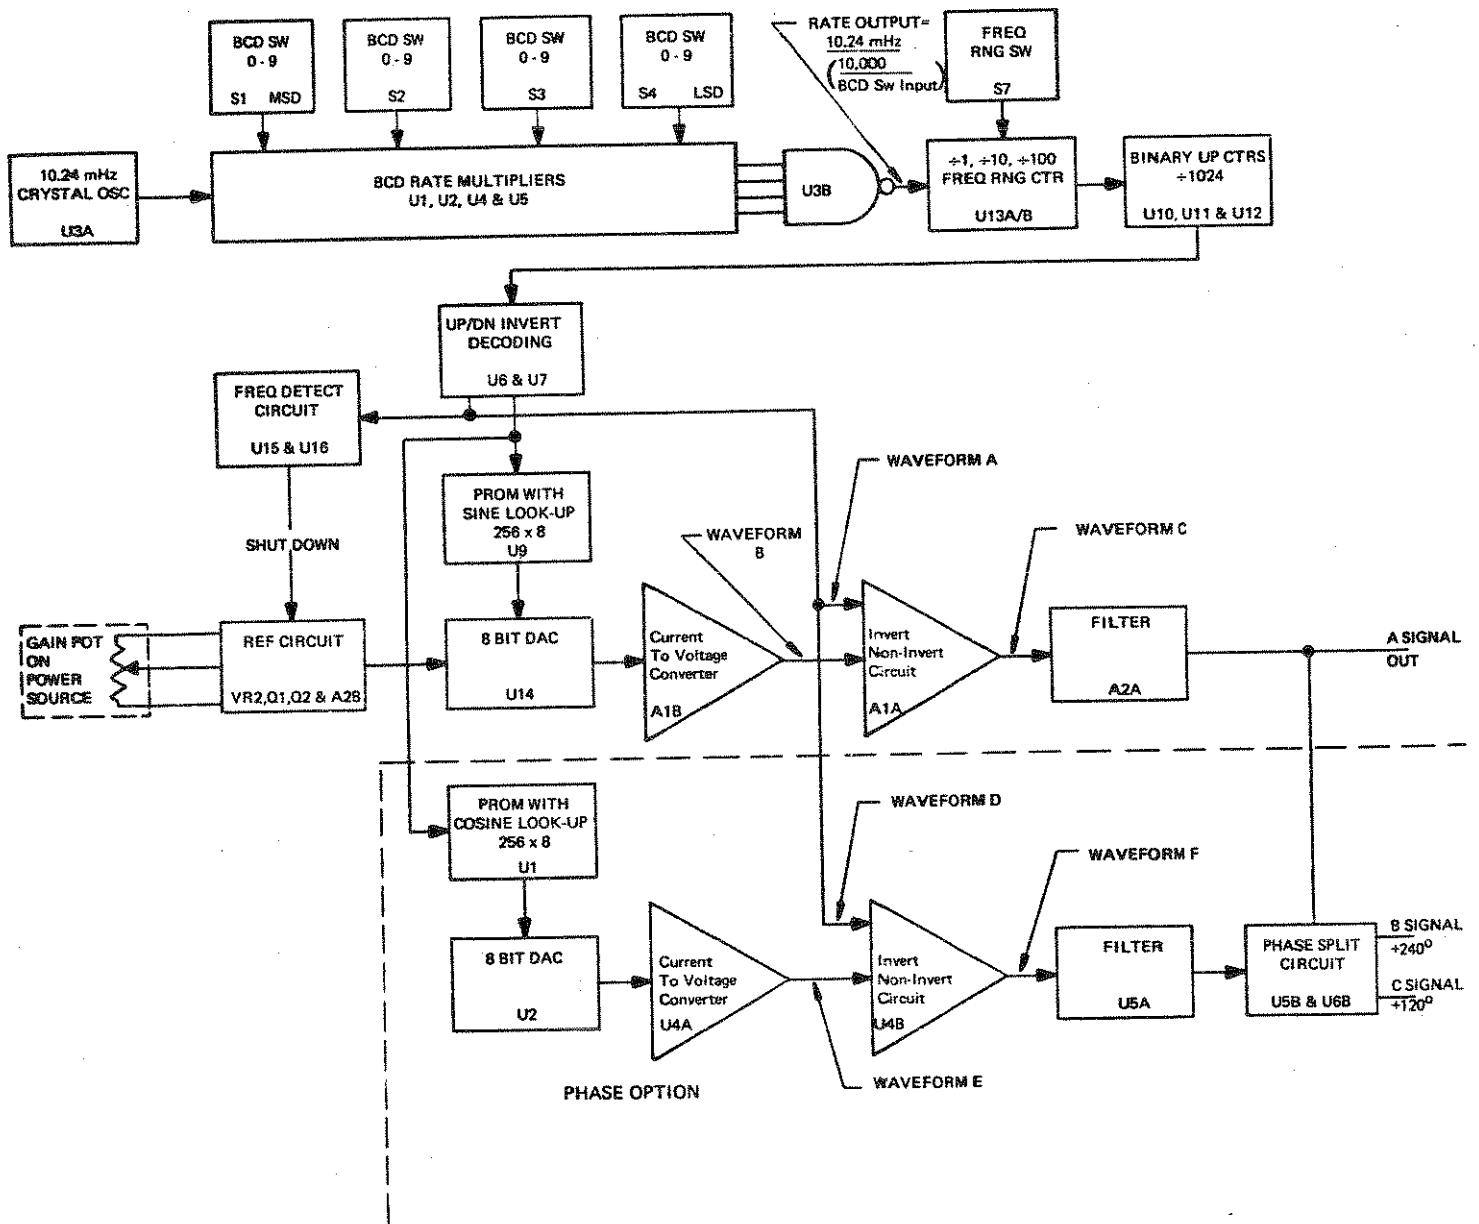 BCD SW
0 - 9
S1 MSD
BCD SW
0 - 9
S2
BCD SW
0 - 9
S3
BCD SW
0 - 9
S4 LSD
RATE OUTPUT=
10.24 mHz
(10,000
BCD Sw Input)
FREQ
RNG SW
S7
10.24 mHz
CRYSTAL OSC
U3A
BCD RATE MULTIPLIERS
U1, U2, U4 & U5
U3B
÷1, ÷10, ÷100
FREQ RNG CTR
U13A/B
BINARY UP CTRS
÷1024
U10, U11 & U12
UP/DN INVERT
DECODING
U6 & U7
FREQ DETECT
CIRCUIT
U15 & U16
WAVEFORM A
PROM WITH
SINE LOOK-UP
256 x 8
U9
SHUT DOWN
WAVEFORM
B
WAVEFORM C
GAIN POT
ON
POWER
SOURCE
REF CIRCUIT
VR2,Q1,Q2 & A2B
8 BIT DAC
U14
Current
To Voltage
Converter
A1B
Invert
Non-Invert
Circuit
A1A
FILTER
A2A
A SIGNAL
OUT
PROM WITH
COSINE LOOK-UP
256 x 8
U1
WAVEFORM D
WAVEFORM F
8 BIT DAC
U2
Current
To Voltage
Converter
U4A
Invert
Non-Invert
Circuit
U4B
FILTER
U5A
PHASE SPLIT
CIRCUIT
U5B & U6B
B SIGNAL
+240°
C SIGNAL
+120°
WAVEFORM E
PHASE OPTION